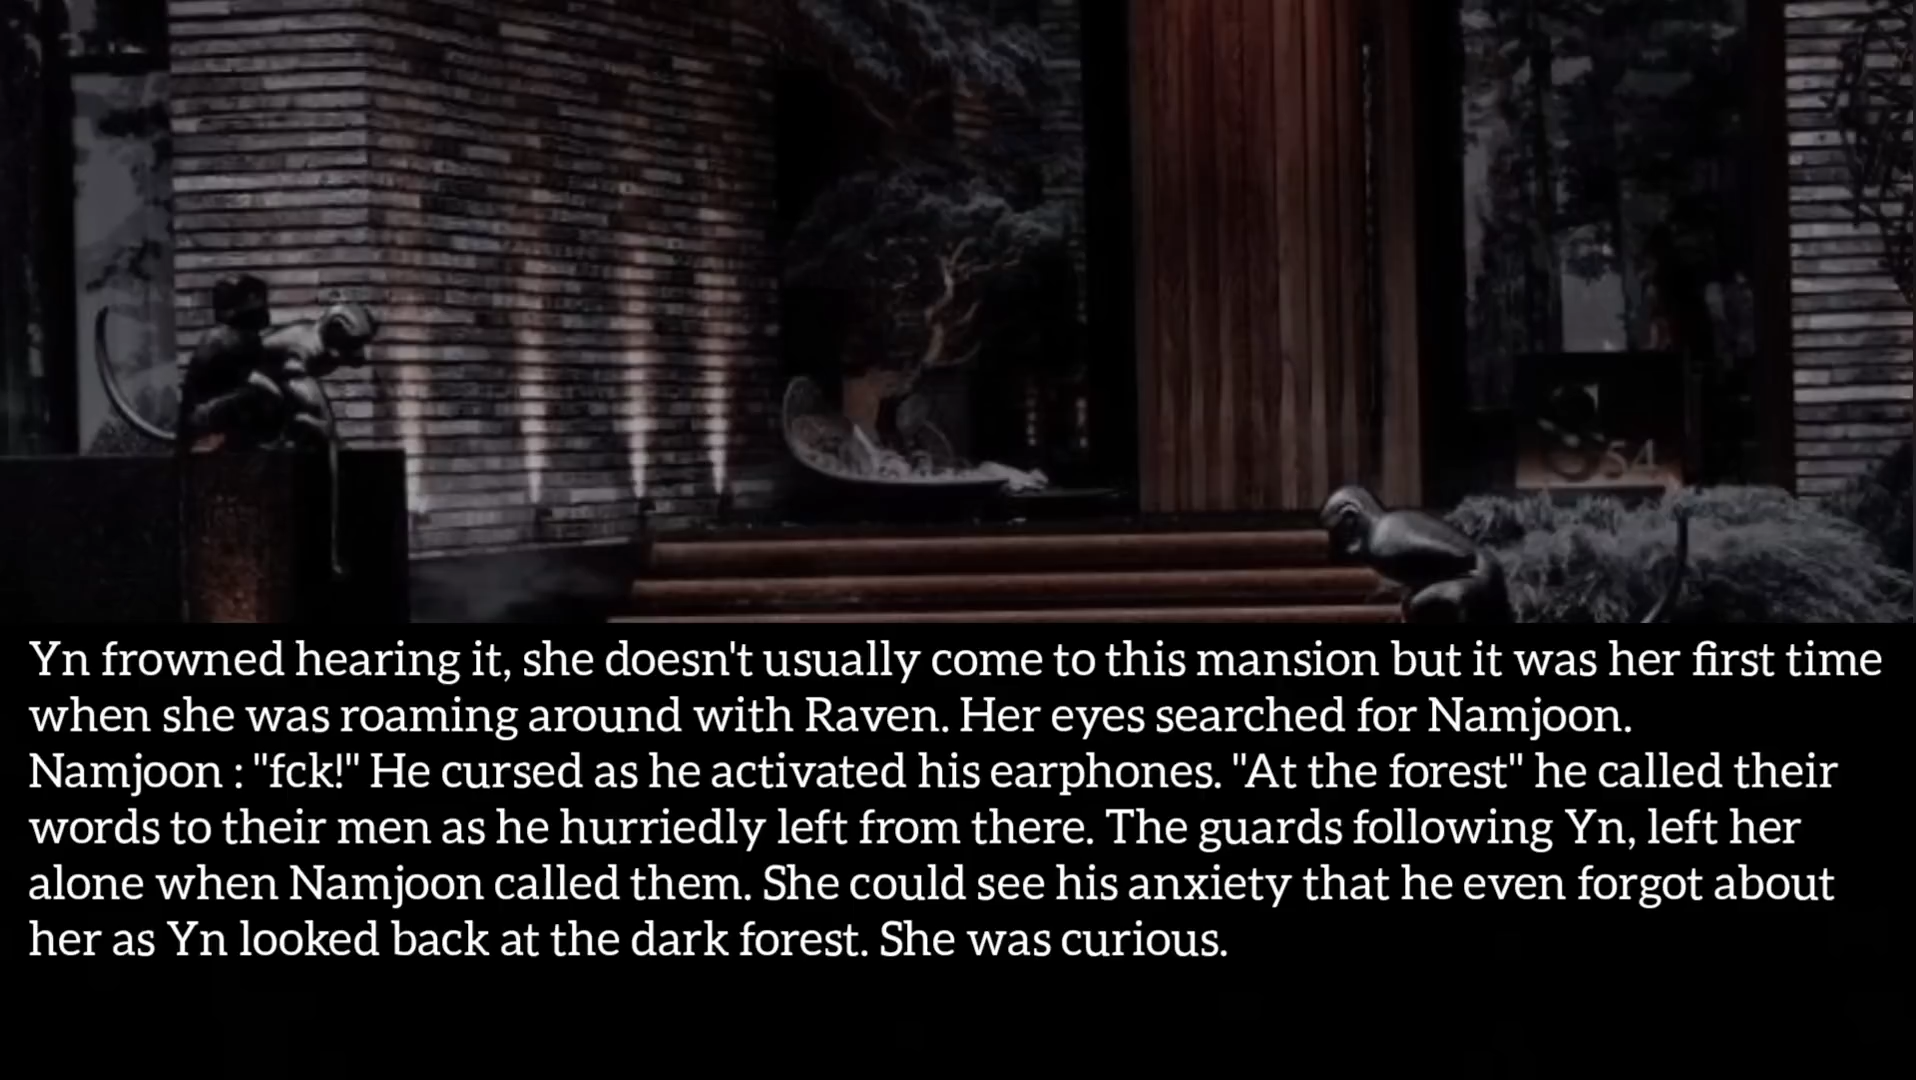 S54
Yn frowned hearing it, she doesn't usually come to this mansion but it was her first time
when she was roaming around with Raven. Her eyes searched for Namjoon.
Namjoon : "fck!" He cursed as he activated his earphones. "At the forest" he called their
words to their men as he hurriedly left from there. The guards following Yn, left her
alone when Namjoon called them. She could see his anxiety that he even forgot about
her as Yn looked back at the dark forest. She was curious.